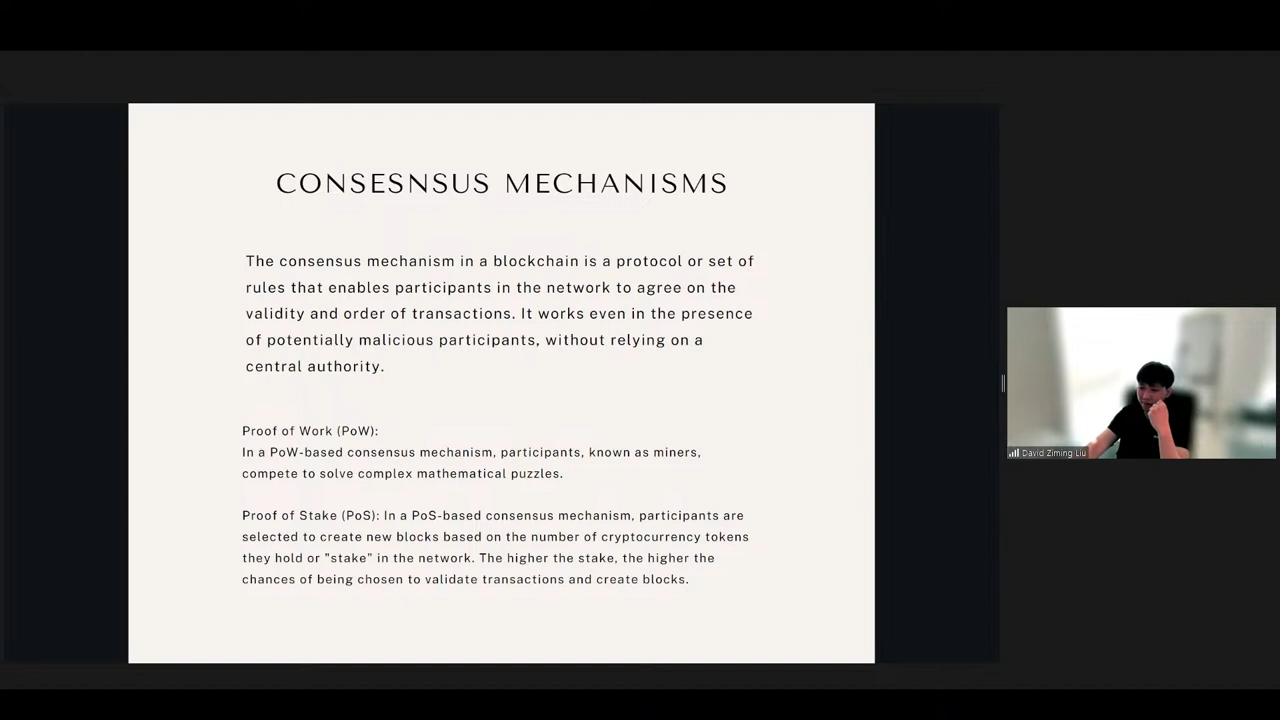 CONSESNSUS MECHANISMS
The consensus mechanism in a blockchain is a protocol or set of
rules that enables participants in the network to agree on the
validity and order of transactions. It works even in the presence
of potentially malicious participants, without relying on a
central authority.
Proof of Work (PoW):
In a PoW-based consensus mechanism, participants, known as miners,
compete to solve complex mathematical puzzles.
Proof of Stake (PoS): In a PoS-based consensus mechanism, participants are
selected to create new blocks based on the number of cryptocurrency tokens
they hold or "stake" in the network. The higher the stake, the higher the
chances of being chosen to validate transactions and create blocks.
David Ziming Liu